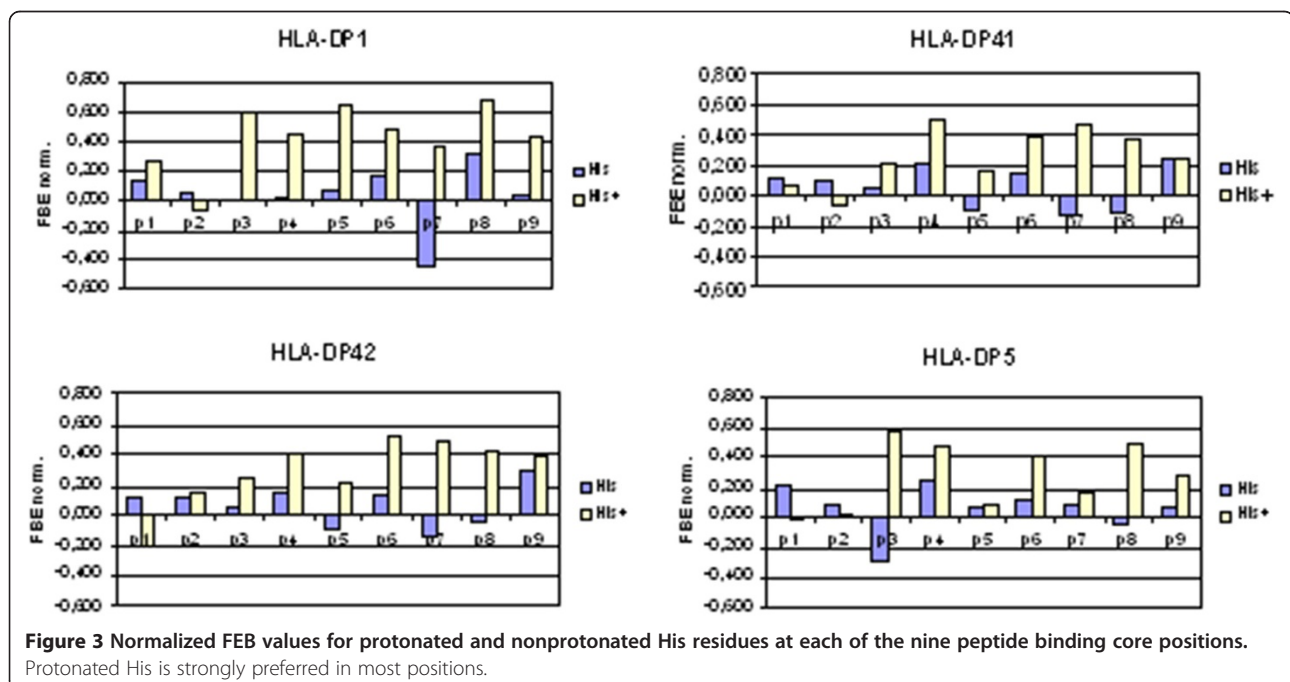 HLA-DP1
0,800
0,600
0,400
0,200
0,000
-0,200
-0,400
-0,600
FBE norm.
p1 p2 p3 p4 p5 p6 p7 p8 p9
His
His+
HLA-DP41
0,800
0,600
0,400
0,200
0,000
-0,200
-0,400
-0,600
FBE norm.
p1 p2 p3 p4 p5 p6 p7 p8 p9
His
His+
HLA-DP42
0,800
0,600
0,400
0,200
0,000
-0,200
-0,400
-0,600
FBE norm.
p1 p2 p3 p4 p5 p6 p7 p8 p9
His
His+
HLA-DP5
0,800
0,600
0,400
0,200
0,000
-0,200
-0,400
-0,600
FBE norm.
p1 p2 p3 p4 p5 p6 p7 p8 p9
His
His+
Figure 3 Normalized FEB values for protonated and nonprotonated His residues at each of the nine peptide binding core positions.
Protonated His is strongly preferred in most positions.